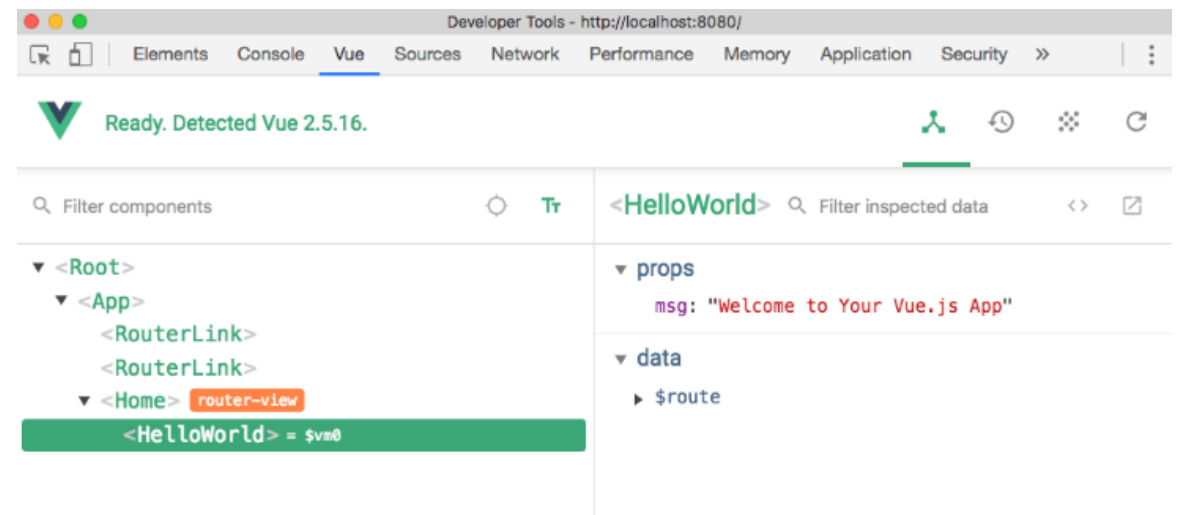 Developer Tools - http://localhost:8080/
Elements Console Vue Sources Network Performance Memory Application Security »
Ready. Detected Vue 2.5.16.
Filter components
Tт
<HelloWorld> Filter inspected data <>
<Root>
<App>
<RouterLink>
<RouterLink>
<Home> router-view
<HelloWorld> = $vm0
props
msg: "Welcome to Your Vue.js App"
data
$route